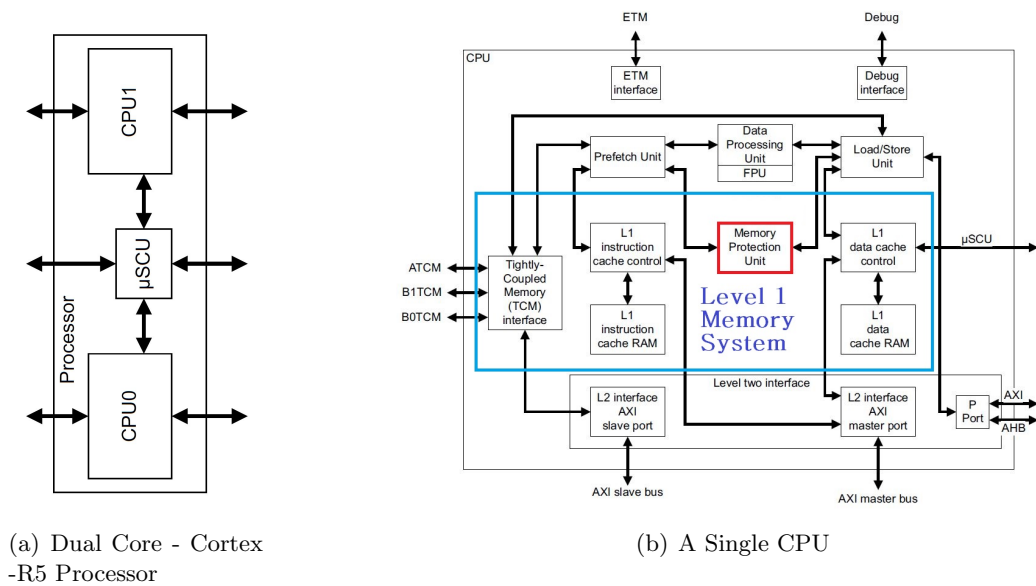 CPU1
µSCU
Processor
CPU0
(a) Dual Core - Cortex
-R5 Processor
ETM
Debug
CPU
ETM
interface
Debug
interface
Prefetch Unit
Data
Processing
Unit
FPU
Load/Store
Unit
L1
instruction
cache control
Memory
Protection
Unit
L1
data cache
control
µSCU
ATCM
B1TCM
B0TCM
Tightly-
Coupled
Memory
(TCM)
interface
Level 1
Memory
System
L1
instruction
cache RAM
L1
data
cache RAM
Level two interface
L2 interface
AXI
slave port
L2 interface
AXI
master port
P
Port
AXI
AHB
AXI slave bus
AXI master bus
(b) A Single CPU